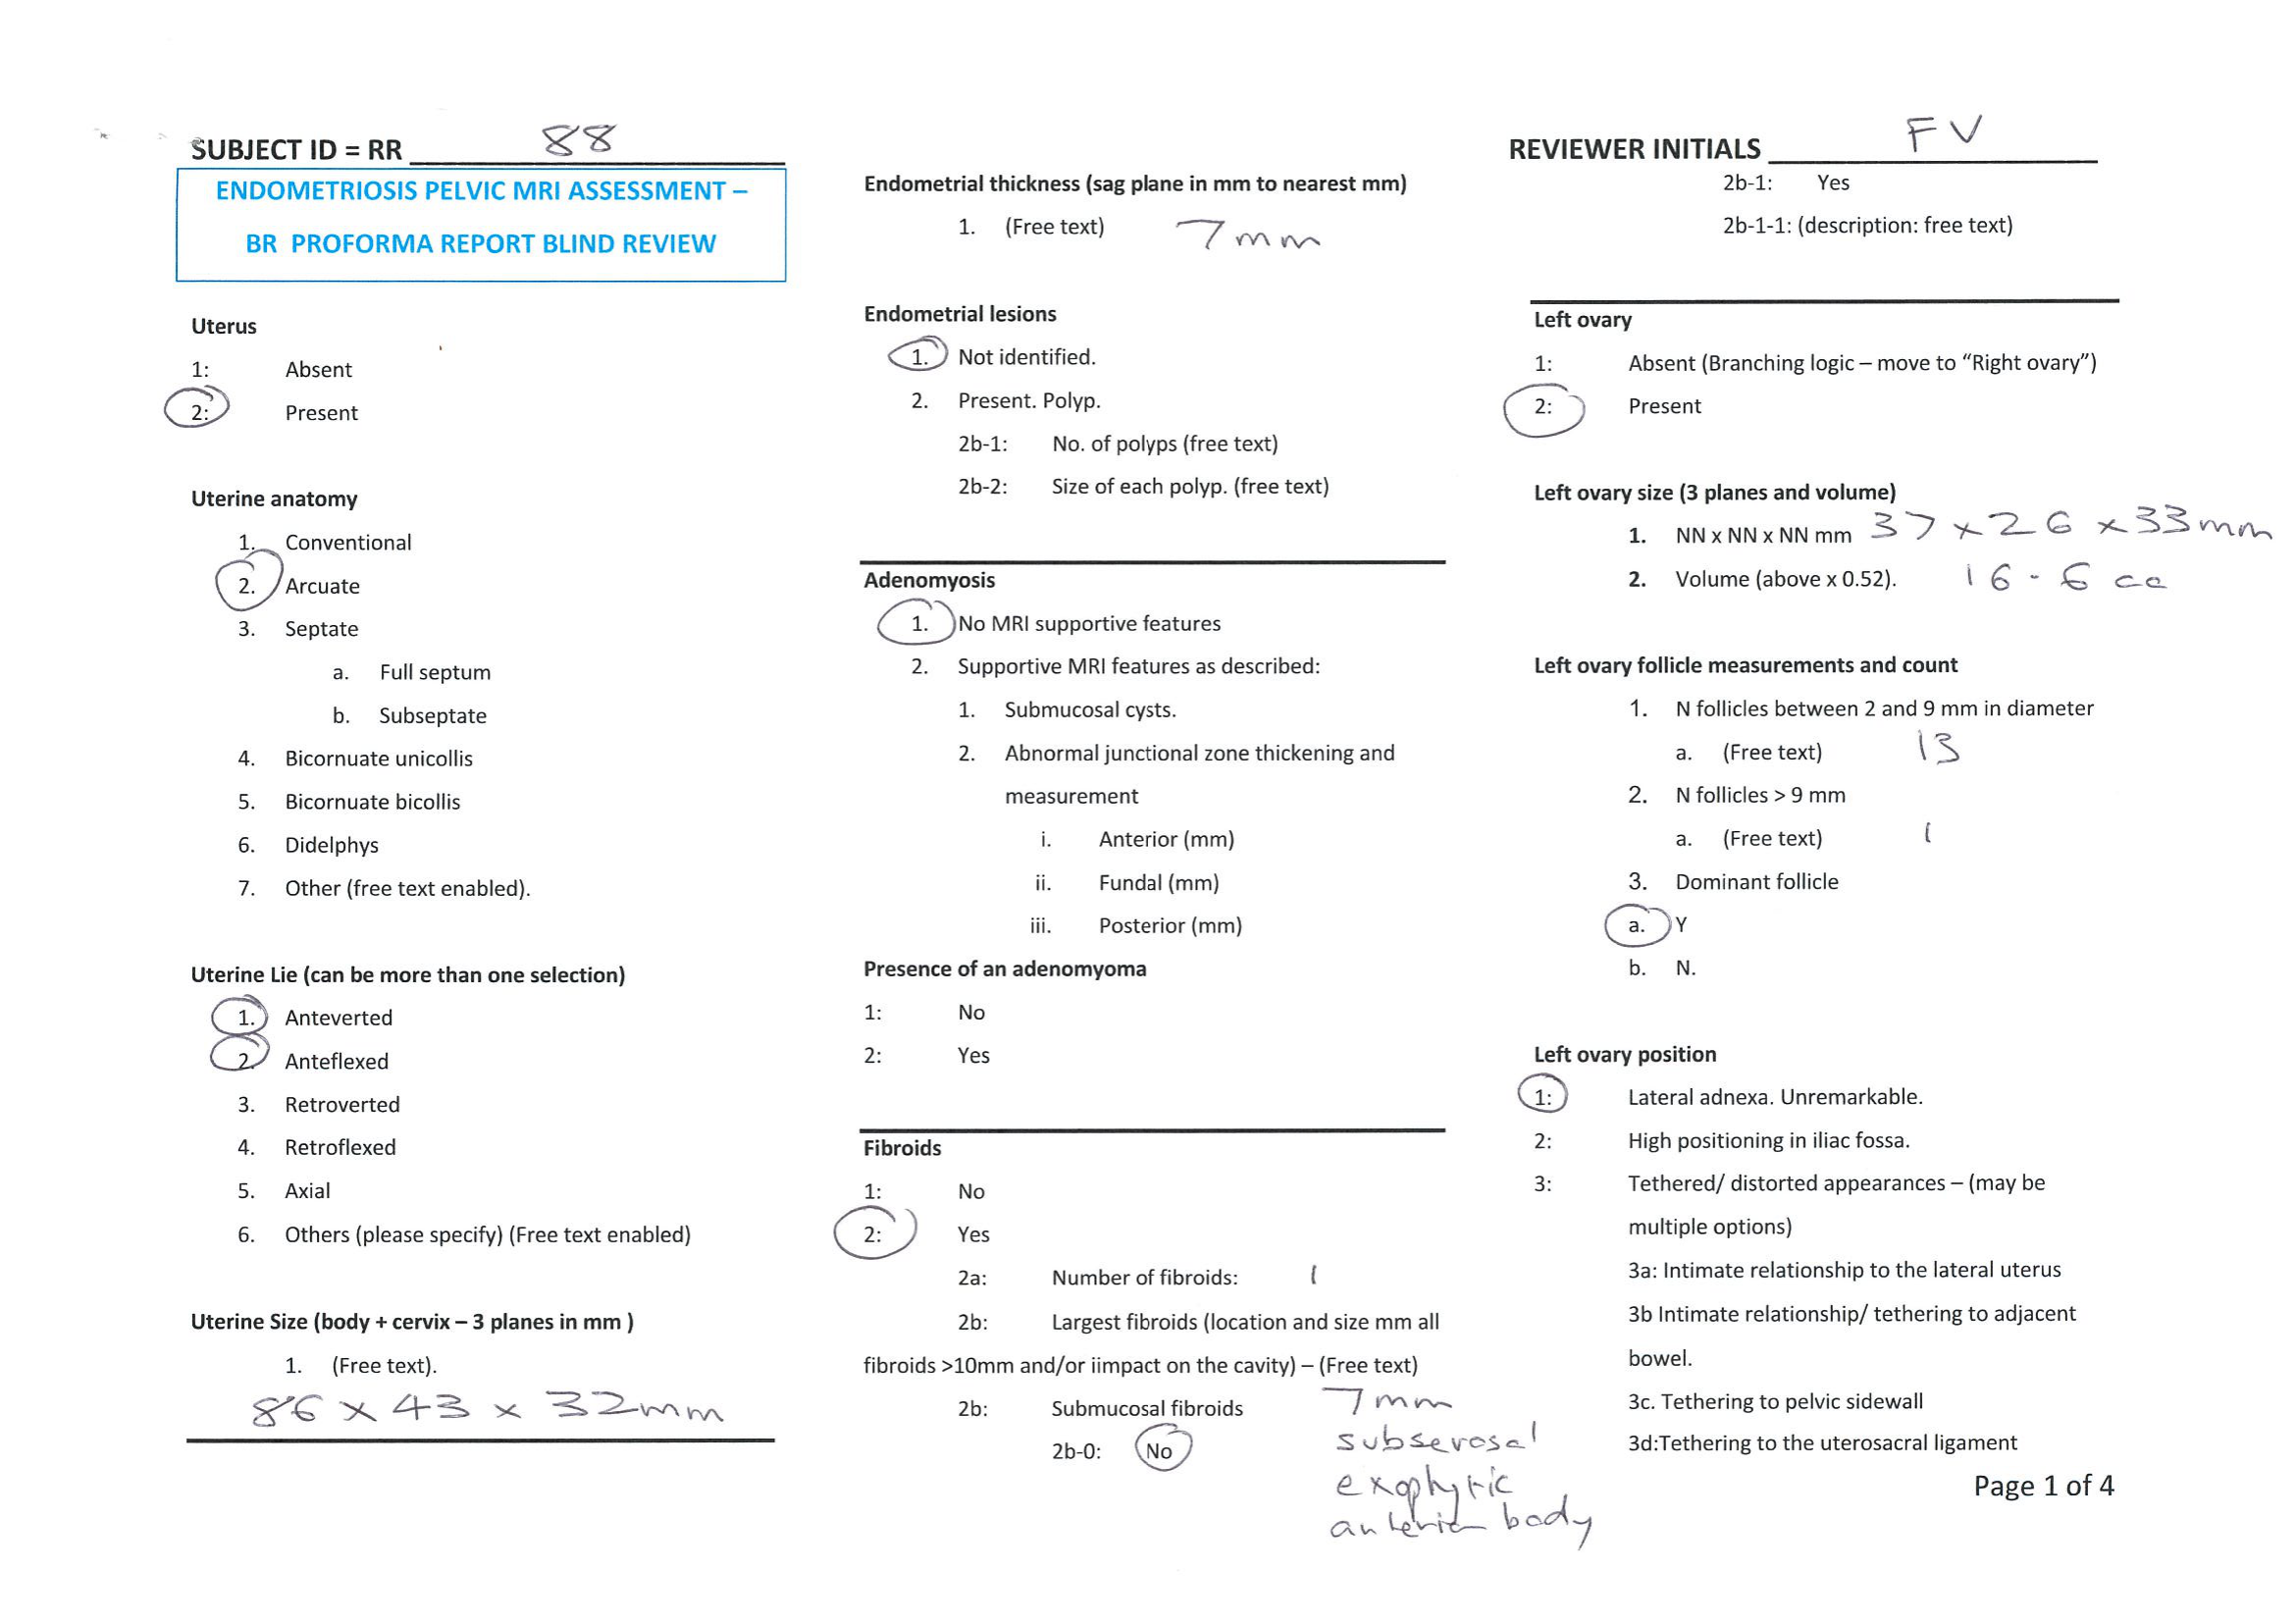 SUBJECT ID = RR 88
ENDOMETRIOSIS PELVIC MRI ASSESSMENT –
BR PROFORMA REPORT BLIND REVIEW
Uterus
1: Absent
2: Present
Uterine anatomy
1. Conventional
2. Arcuate
3. Septate
a. Full septum
b. Subseptate
4. Bicornuate unicollis
5. Bicornuate bicollis
6. Didelphys
7. Other (free text enabled).
Uterine Lie (can be more than one selection)
1. Anteverted
2. Anteflexed
3. Retroverted
4. Retroflexed
5. Axial
6. Others (please specify) (Free text enabled)
Uterine Size (body + cervix – 3 planes in mm )
1. (Free text).
86 x 43 x 32mm
Endometrial thickness (sag plane in mm to nearest mm)
1. (Free text) 7mm
Endometrial lesions
1. Not identified.
2. Present. Polyp.
2b-1: No. of polyps (free text)
2b-2: Size of each polyp. (free text)
Adenomyosis
1. No MRI supportive features
2. Supportive MRI features as described:
1. Submucosal cysts.
2. Abnormal junctional zone thickening and
measurement
i. Anterior (mm)
ii. Fundal (mm)
iii. Posterior (mm)
Presence of an adenomyoma
1: No
2: Yes
Fibroids
1: No
2: Yes
2a: Number of fibroids: 1
2b: Largest fibroids (location and size mm all
fibroids >10mm and/or iimpact on the cavity) – (Free text)
2b: Submucosal fibroids
2b-0: No
7mm
subserosal
exophytic
anterior body
REVIEWER INITIALS FV
2b-1: Yes
2b-1-1: (description: free text)
Left ovary
1: Absent (Branching logic – move to “Right ovary”)
2: Present
Left ovary size (3 planes and volume)
1. NN x NN x NN mm 37 x 26 x 33mm
2. Volume (above x 0.52). 16.6 cc
Left ovary follicle measurements and count
1. N follicles between 2 and 9 mm in diameter
a. (Free text) 13
2. N follicles > 9 mm
a. (Free text) 1
3. Dominant follicle
a. Y
b. N.
Left ovary position
1: Lateral adnexa. Unremarkable.
2: High positioning in iliac fossa.
3: Tethered/ distorted appearances – (may be
multiple options)
3a: Intimate relationship to the lateral uterus
3b Intimate relationship/ tethering to adjacent
bowel.
3c. Tethering to pelvic sidewall
3d:Tethering to the uterosacral ligament
Page 1 of 4